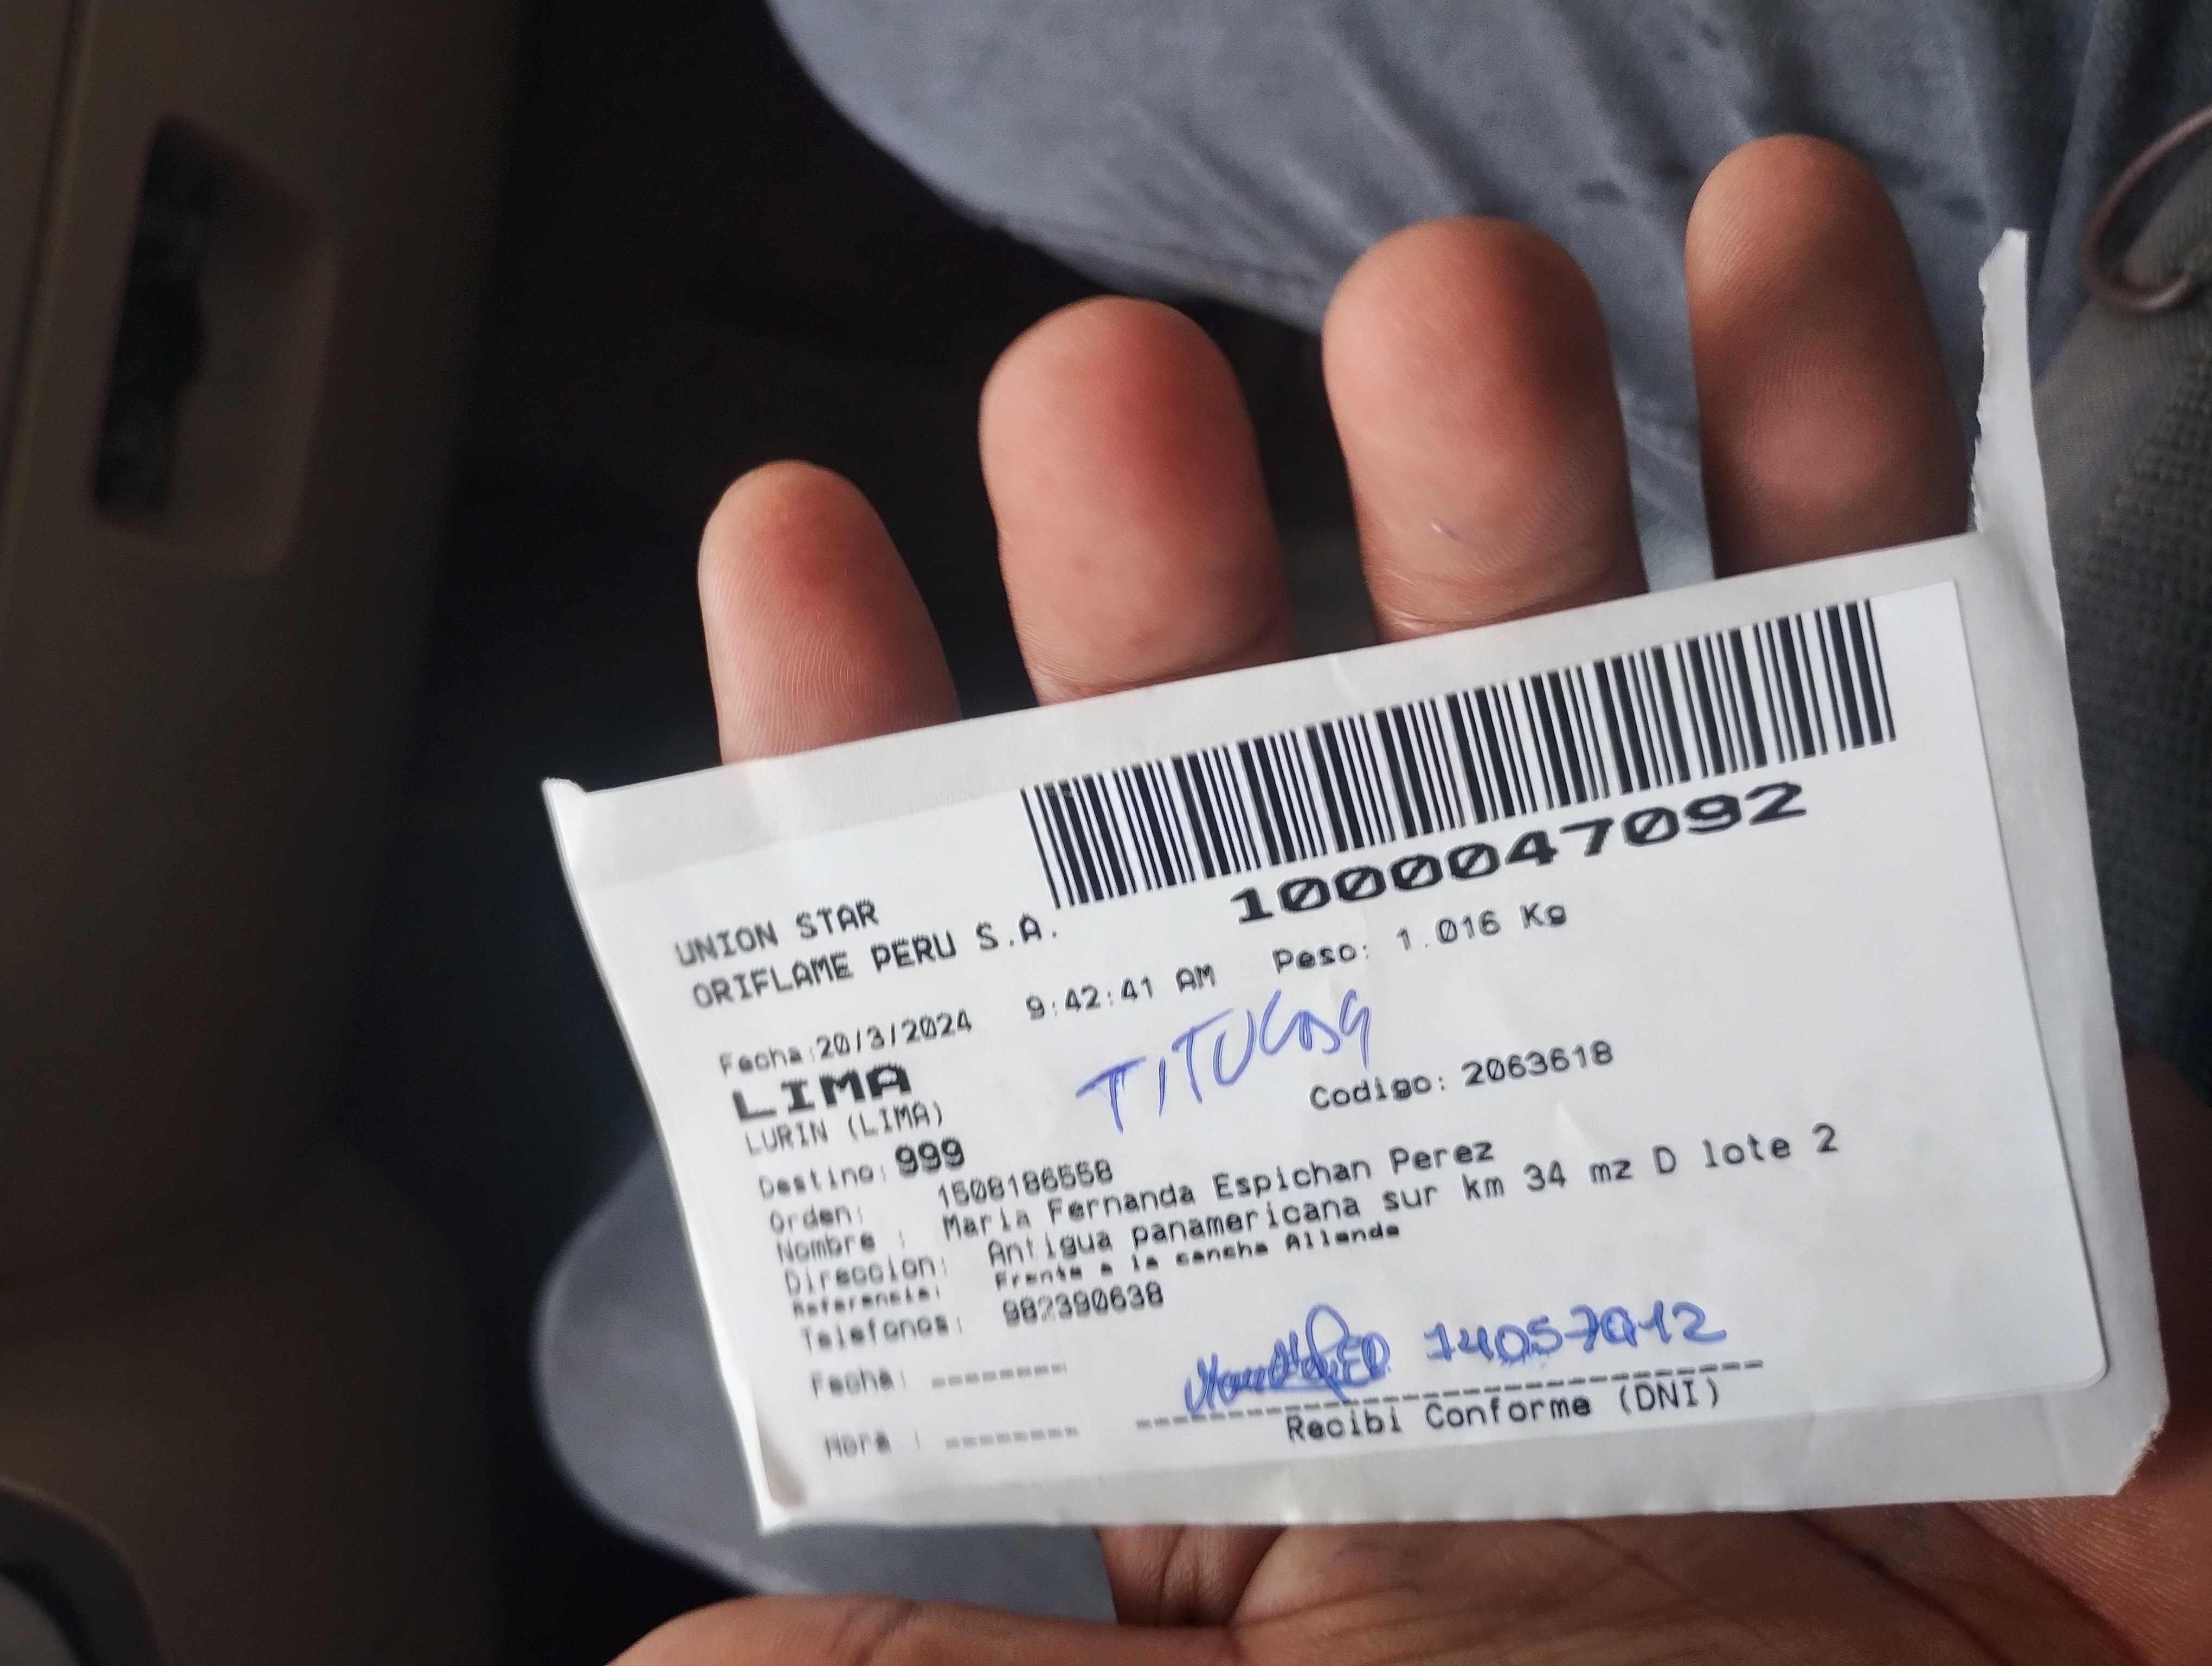 1000047092
UNION STAR
ORIFLAME PERU S.A.
Fecha:20/3/2024 9:42:41 AM Peso: 1.016 Kg
LIMA
LURIN (LIMA)
Codigo: 2063618
Destino: 999
Orden: 1508186558
Nombre : Maria Fernanda Espichan Perez
Direccion: Antigua panamericana sur km 34 mz D lote 2
Referencia: Frente a la cancha Allende
Telefonos: 982390638
Fecha: --------
Hora : --------
Recibi Conforme (DNI)